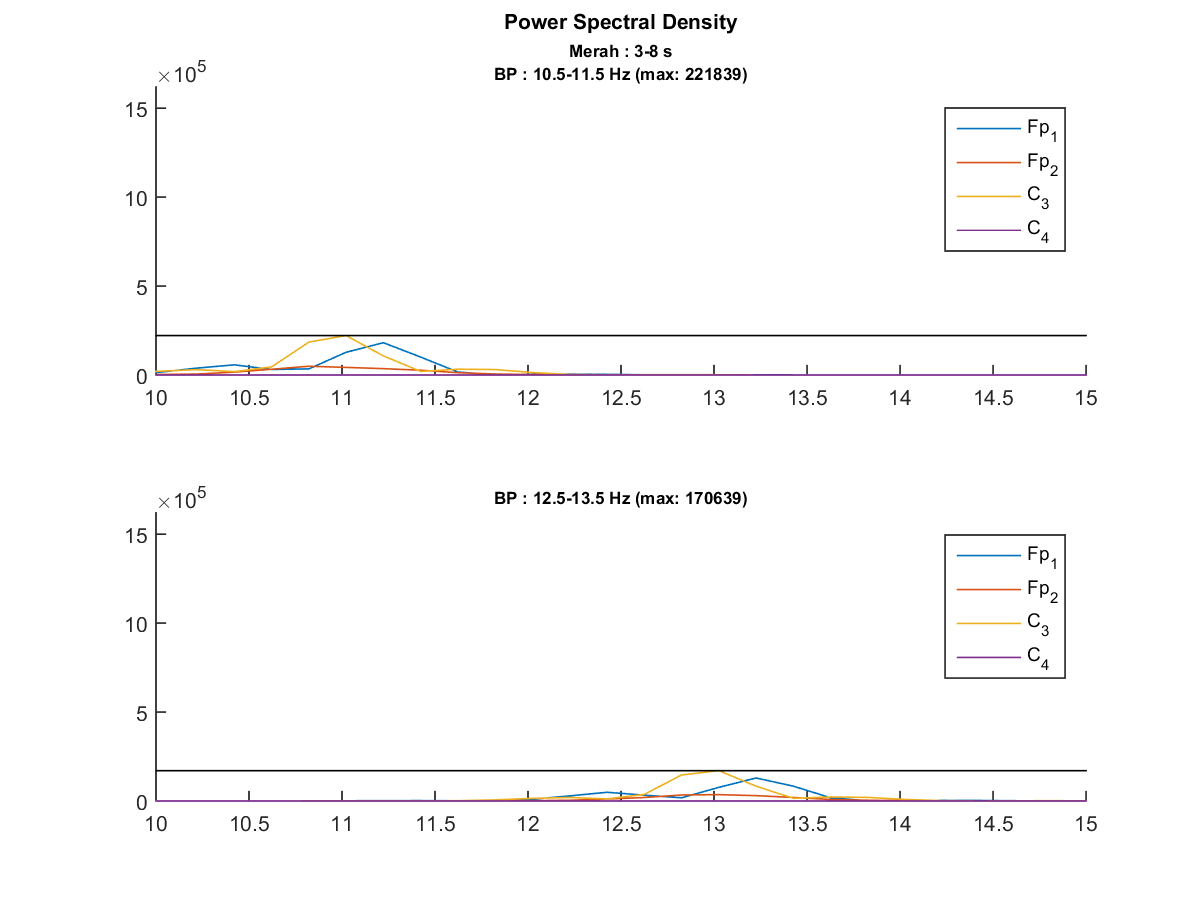 Power Spectral Density
Merah : 3-8 s
BP : 10.5-11.5 Hz (max: 221839)
×10^5
15
10
5
0
10 10.5 11 11.5 12 12.5 13 13.5 14 14.5 15
Fp1
Fp2
C3
C4
BP : 12.5-13.5 Hz (max: 170639)
×10^5
15
10
5
0
10 10.5 11 11.5 12 12.5 13 13.5 14 14.5 15
Fp1
Fp2
C3
C4